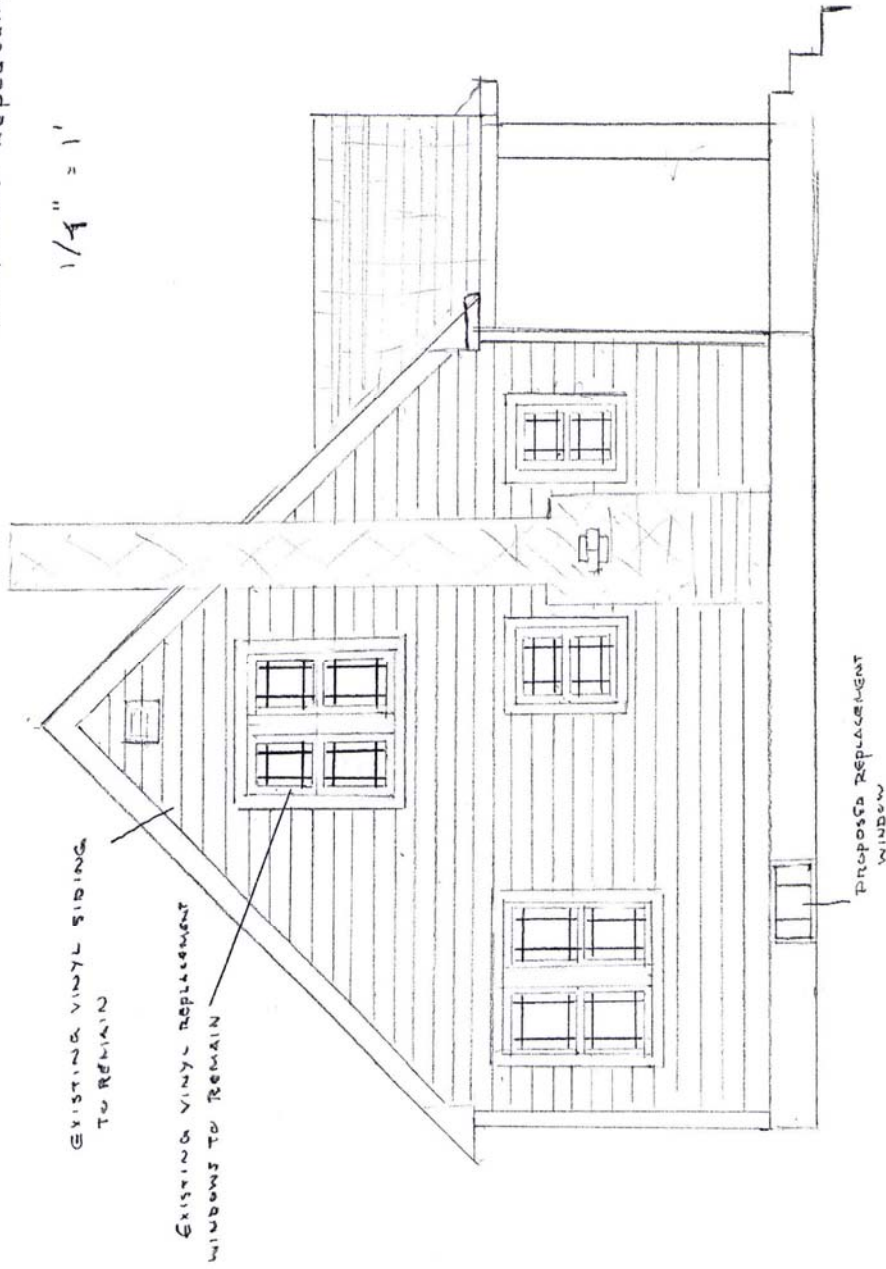 1/4" = 1'
EXISTING VINYL SIDING
TO REMAIN
EXISTING VINYL REPLACEMENT
WINDOWS TO REMAIN
PROPOSED REPLACEMENT
WINDOW